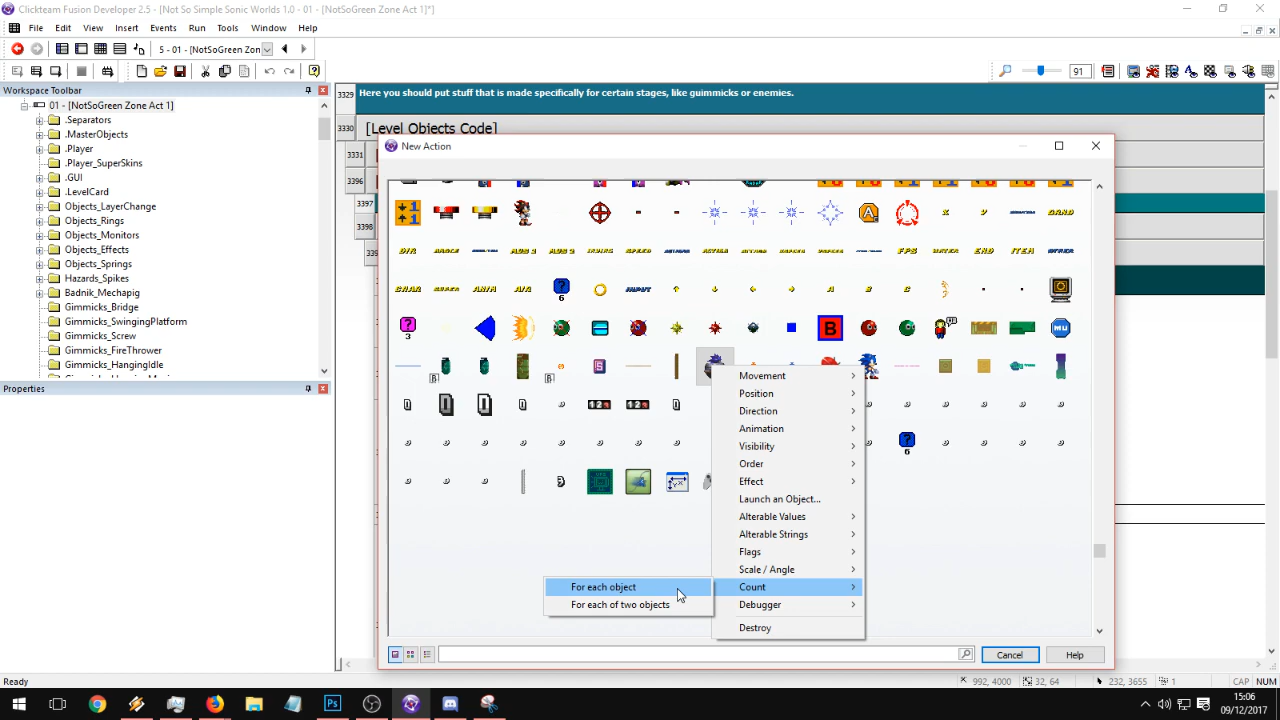 Clickteam Fusion Developer 2.5 - [Not So Simple Sonic Worlds 1.0 - 01 - [NotSoGreen Zone Act 1]*]
File Edit View Insert Events Run Tools Window Help
5 - 01 - [NotSoGreen Zon
91
Workspace Toolbar
01 - [NotSoGreen Zone Act 1]
.Separators
.MasterObjects
.Player
.Player_SuperSkins
.GUI
.LevelCard
Objects_LayerChange
Objects_Rings
Objects_Monitors
Objects_Effects
Objects_Springs
Hazards_Spikes
Badnik_Mechapig
Gimmicks_Bridge
Gimmicks_SwingingPlatform
Gimmicks_Screw
Gimmicks_FireThrower
Gimmicks_HangingIdle
Properties
3329 Here you should put stuff that is made specifically for certain stages, like guimmicks or enemies.
3330 [Level Objects Code]
3331
3396
3397
3398
New Action
Movement
Position
Direction
Animation
Visibility
Order
Effect
Launch an Object...
Alterable Values
Alterable Strings
Flags
Scale / Angle
Count
Debugger
Destroy
For each object
For each of two objects
Cancel
Help
Ready
992, 4000
32, 64
232, 3655
1
CAP NUM
15:06
09/12/2017